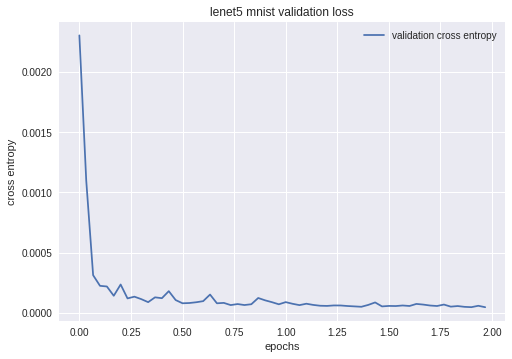 lenet5 mnist validation loss
validation cross entropy
cross entropy
0.0020
0.0015
0.0010
0.0005
0.0000
0.00 0.25 0.50 0.75 1.00 1.25 1.50 1.75 2.00
epochs